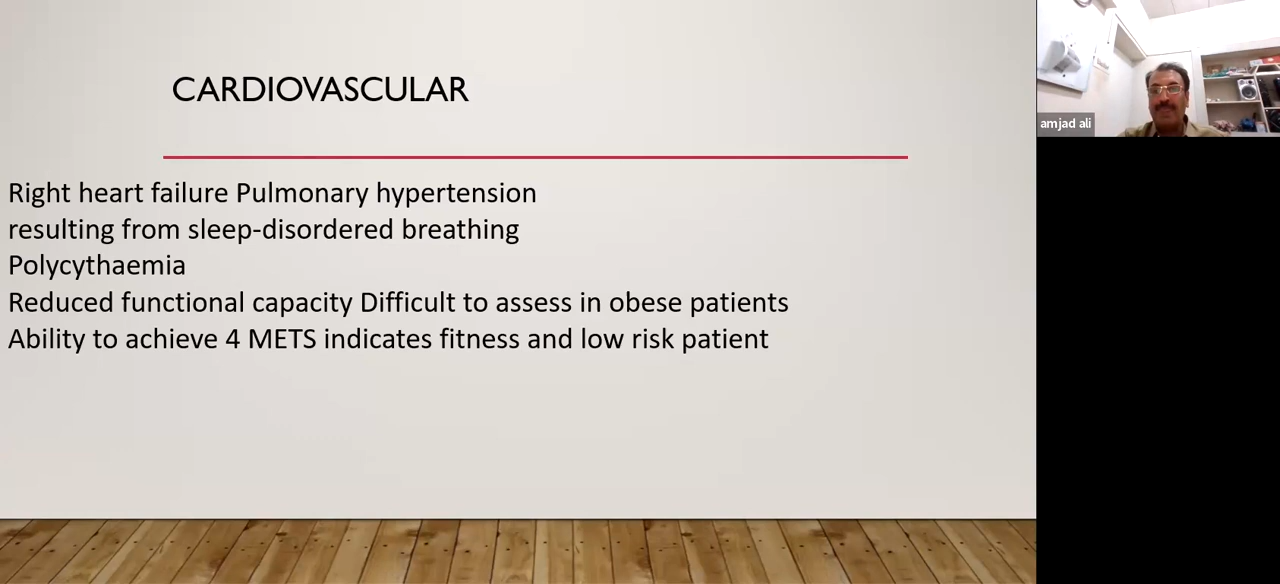 CARDIOVASCULAR
Right heart failure Pulmonary hypertension
resulting from sleep-disordered breathing
Polycythaemia
Reduced functional capacity Difficult to assess in obese patients
Ability to achieve 4 METS indicates fitness and low risk patient
amjad ali